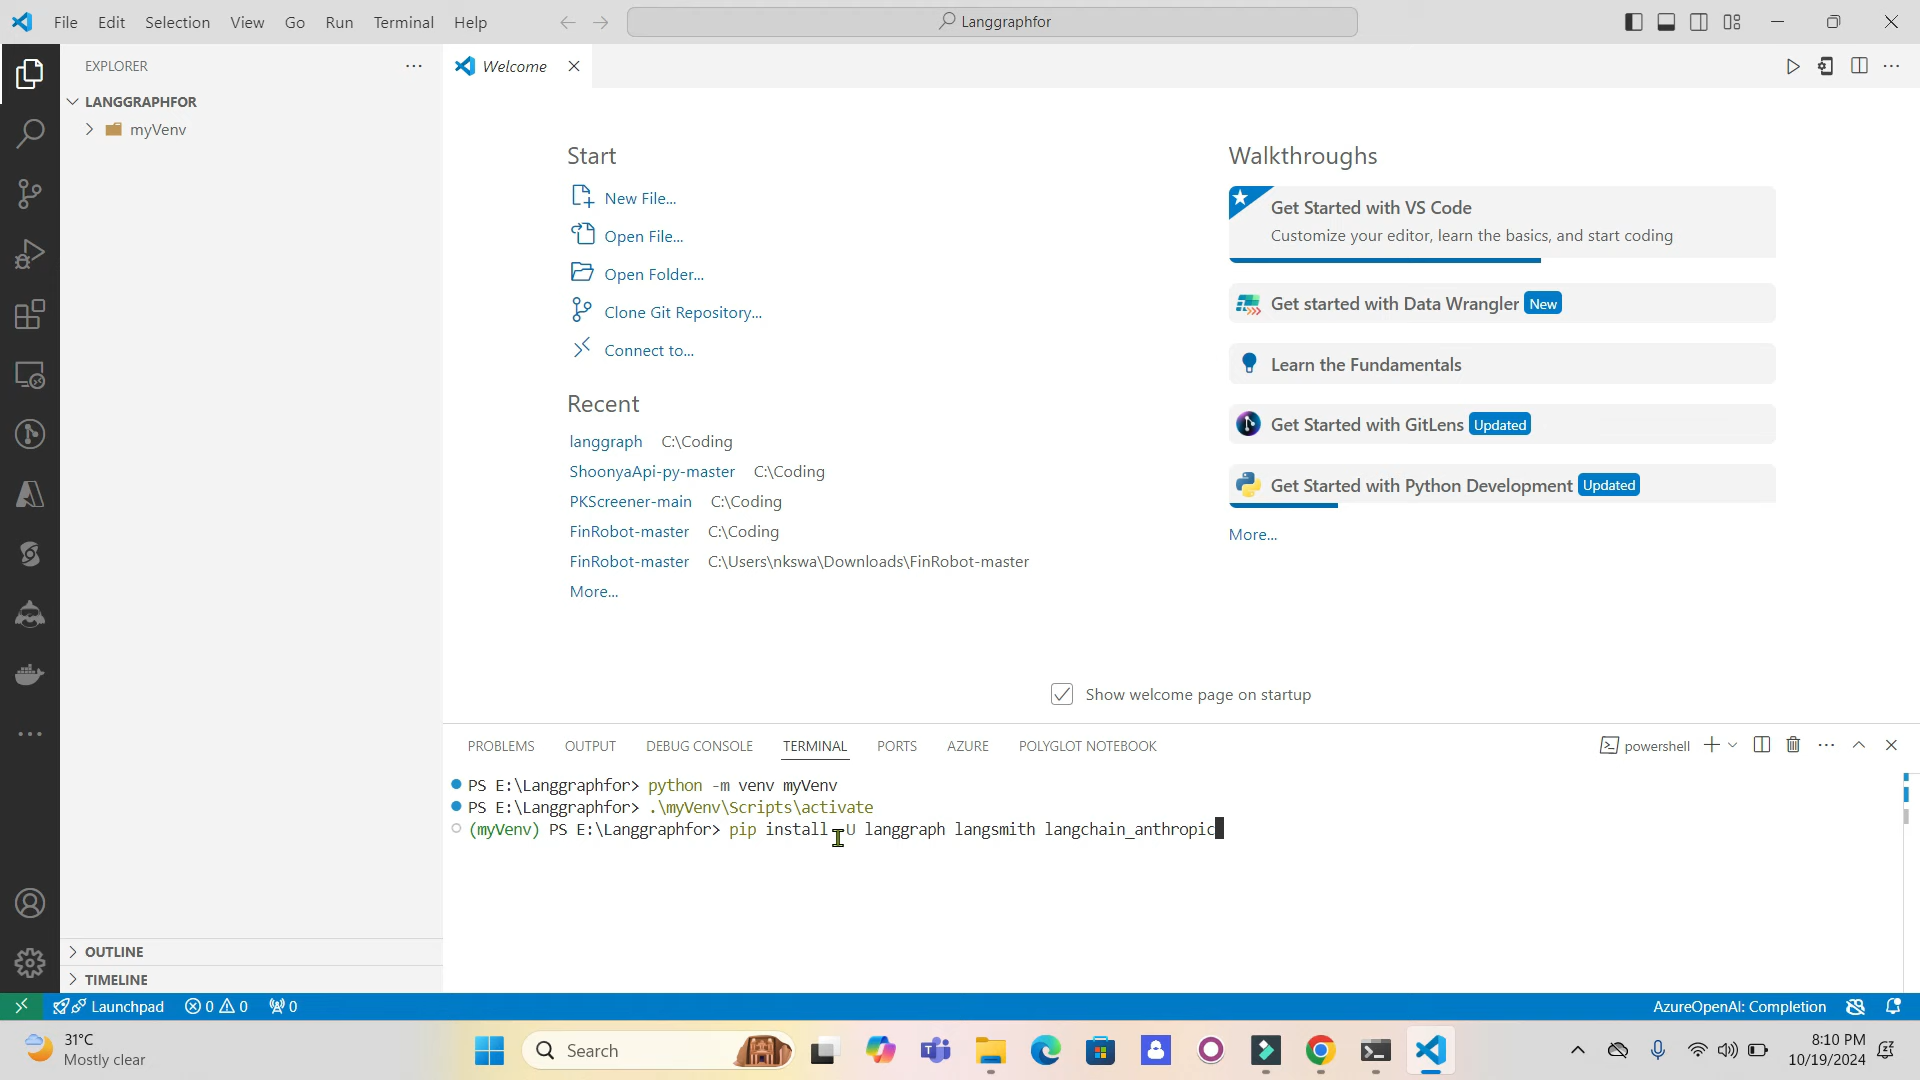 File Edit Selection View Go Run Terminal Help
Langgraphfor
EXPLORER
Welcome
LANGGRAPHFOR
myVenv
Start
New File...
Open File...
Open Folder...
Clone Git Repository...
Connect to...
Recent
langgraph C:\Coding
ShoonyaApi-py-master C:\Coding
PKScreener-main C:\Coding
FinRobot-master C:\Coding
FinRobot-master C:\Users\nkswa\Downloads\FinRobot-master
More...
Walkthroughs
Get Started with VS Code
Customize your editor, learn the basics, and start coding
Get started with Data Wrangler New
Learn the Fundamentals
Get Started with GitLens Updated
Get Started with Python Development Updated
More...
Show welcome page on startup
PROBLEMS OUTPUT DEBUG CONSOLE TERMINAL PORTS AZURE POLYGLOT NOTEBOOK
powershell
PS E:\Langgraphfor> python -m venv myVenv
PS E:\Langgraphfor> .\myVenv\Scripts\activate
(myVenv) PS E:\Langgraphfor> pip install -U langgraph langsmith langchain_anthropic
OUTLINE
TIMELINE
Launchpad 0 0 0
AzureOpenAI: Completion
31°C
Mostly clear
Search
8:10 PM
10/19/2024